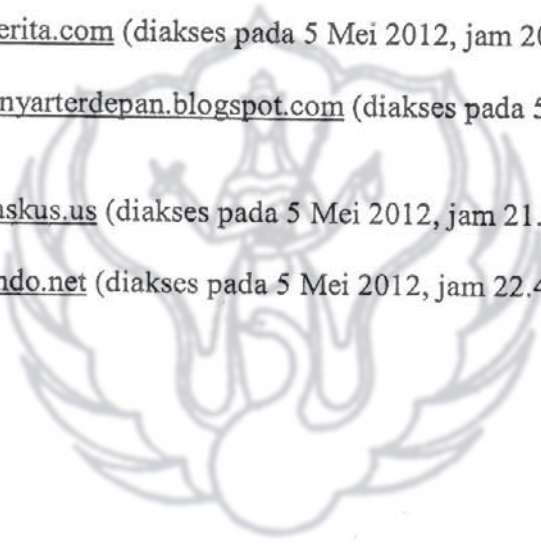 erita.com (diakses pada 5 Mei 2012, jam 20
nyarterdepan.blogspot.com (diakses pada 5
askus.us (diakses pada 5 Mei 2012, jam 21.
ndo.net (diakses pada 5 Mei 2012, jam 22.4